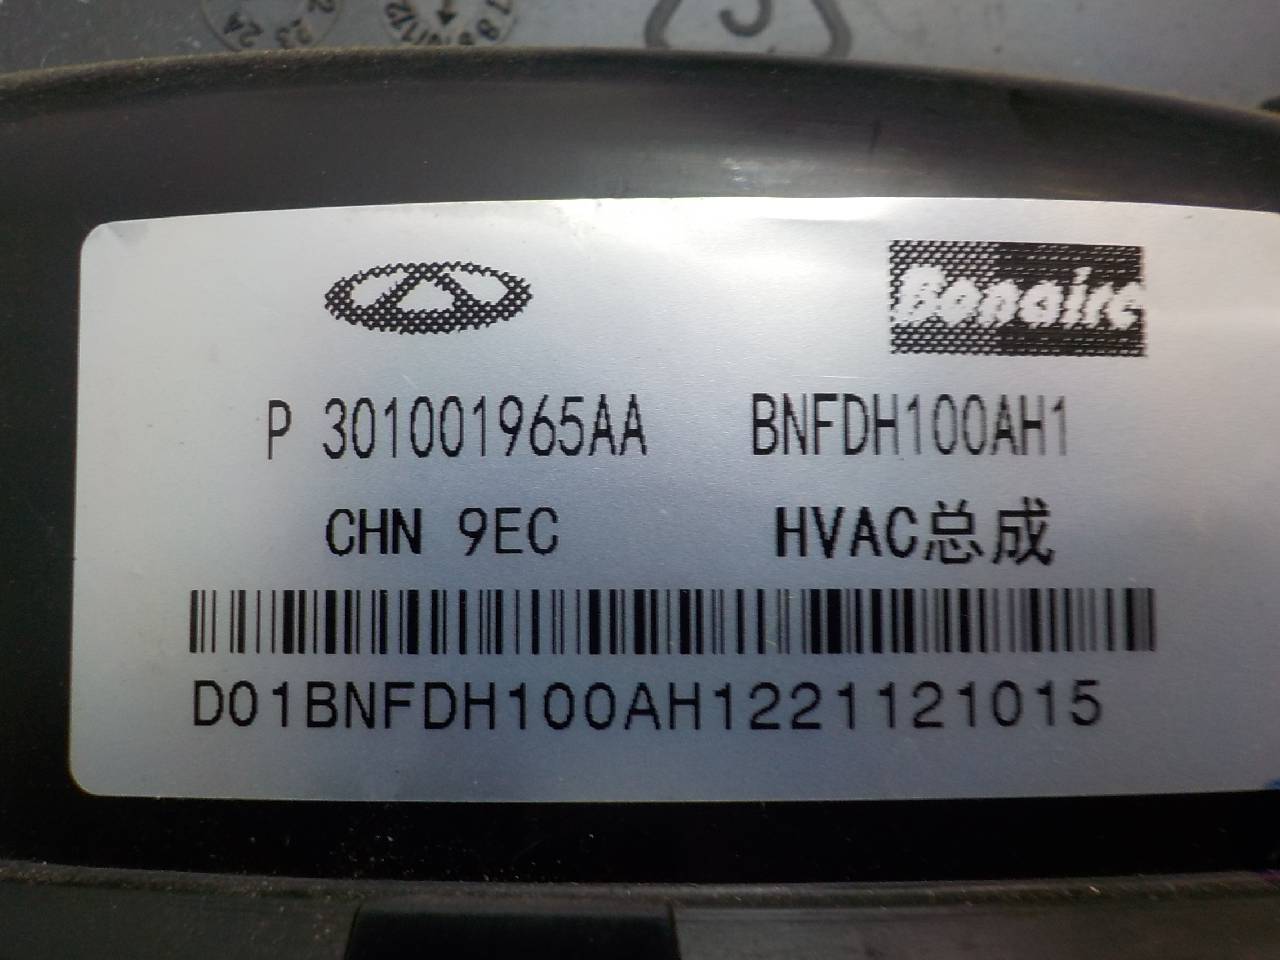 Bonaire
P 301001965AA BNFDH100AH1
CHN 9EC HVAC总成
D01BNFDH100AH1221121015